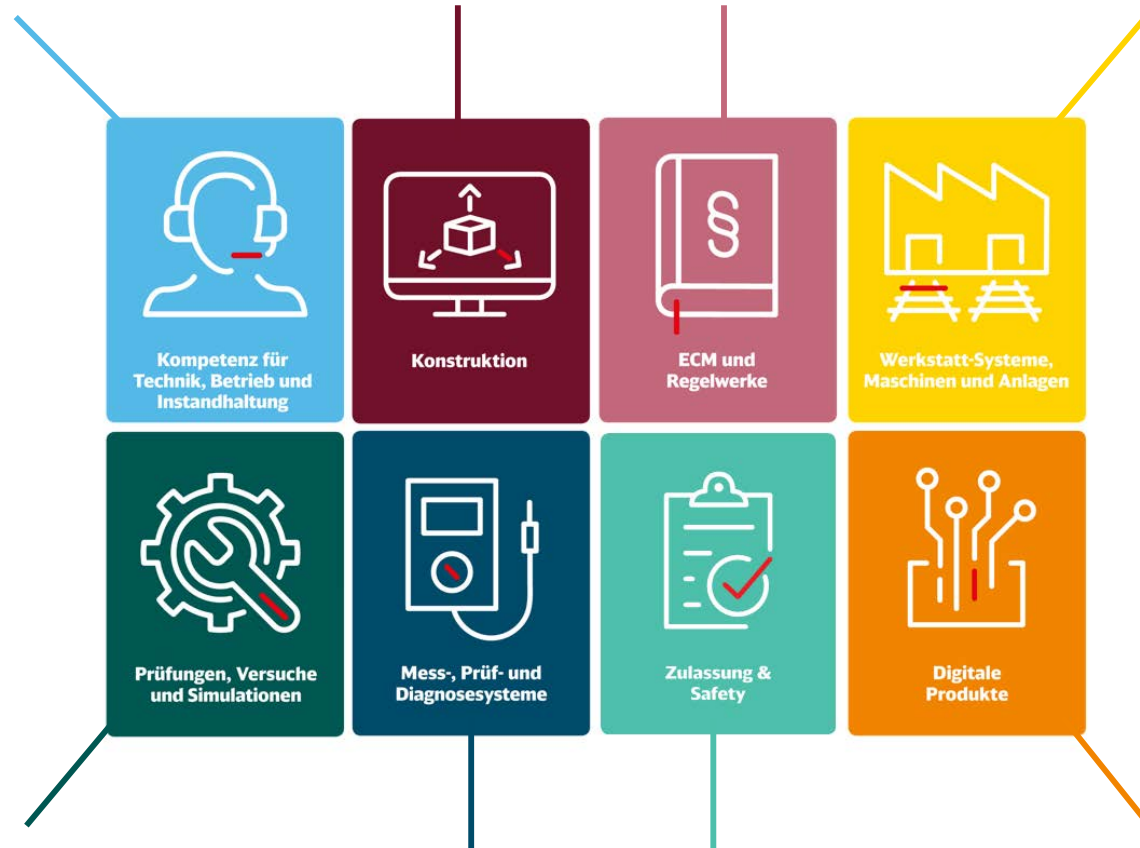 Kompetenz für
Technik, Betrieb und
Instandhaltung
Konstruktion
§
ECM und
Regelwerke
Werkstatt-Systeme,
Maschinen und Anlagen
Prüfungen, Versuche
und Simulationen
Mess-, Prüf- und
Diagnosesysteme
Zulassung &
Safety
Digitale
Produkte